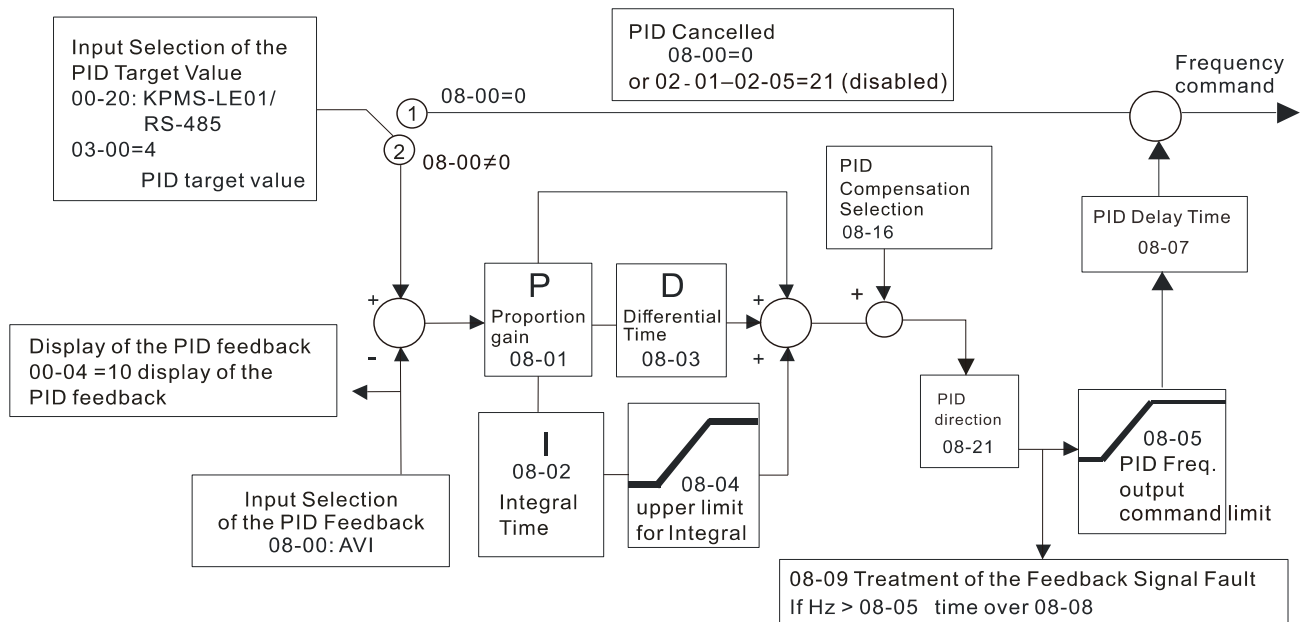 Input Selection of the
PID Target Value
00-20: KPMS-LE01/
RS-485
03-00=4
PID target value
PID Cancelled
08-00=0
or 02-01–02-05=21 (disabled)
Frequency
command
1
08-00=0
2
08-00≠0
PID
Compensation
Selection
08-16
PID Delay Time
08-07
+
-
P
Proportion
gain
08-01
D
Differential
Time
08-03
+
+
+
Display of the PID feedback
00-04 =10 display of the
PID feedback
PID
direction
08-21
08-05
PID Freq.
output
command limit
I
08-02
Integral
Time
08-04
upper limit
for Integral
Input Selection
of the PID Feedback
08-00: AVI
08-09 Treatment of the Feedback Signal Fault
If Hz > 08-05 time over 08-08